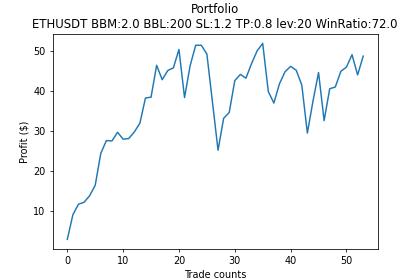 Portfolio
ETHUSDT BBM:2.0 BBL:200 SL:1.2 TP:0.8 lev:20 WinRatio:72.0
50
40
30
20
10
Profit ($)
0
10
20
30
40
50
Trade counts